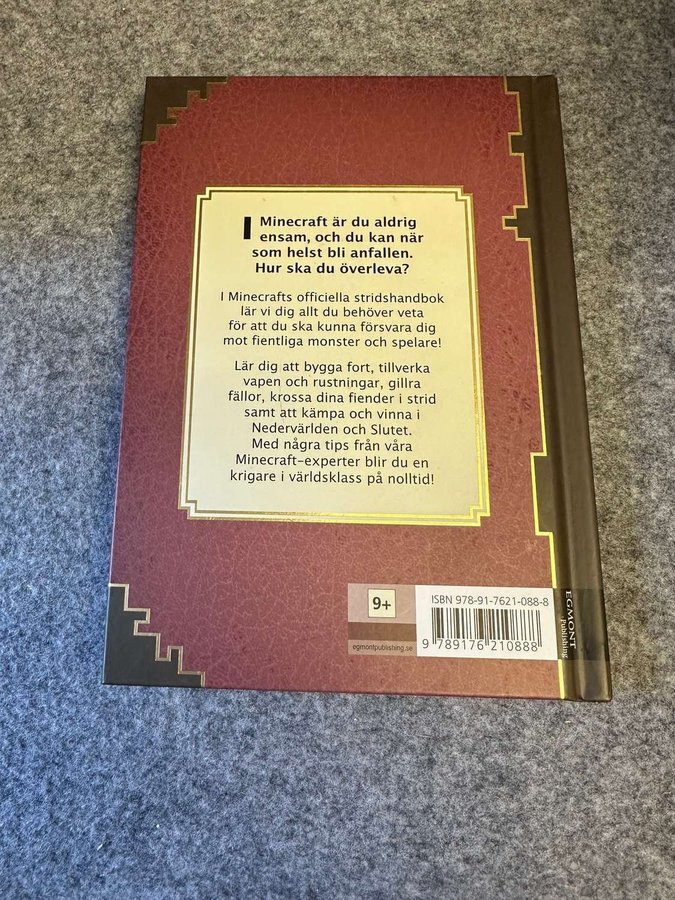 I Minecraft är du aldrig
ensam, och du kan när
som helst bli anfallen.
Hur ska du överleva?
I Minecrafts officiella stridshandbok
lär vi dig allt du behöver veta
för att du ska kunna försvara dig
mot fientliga monster och spelare!
Lär dig att bygga fort, tillverka
vapen och rustningar, gillra
fällor, krossa dina fiender i strid
samt att kämpa och vinna i
Nedervärlden och Slutet.
Med några tips från våra
Minecraft-experter blir du en
krigare i världsklass på nolltid!
9+
egmontpublishing.se
ISBN 978-91-7621-088-8
9 789176 210888
EGMONT
Publishing